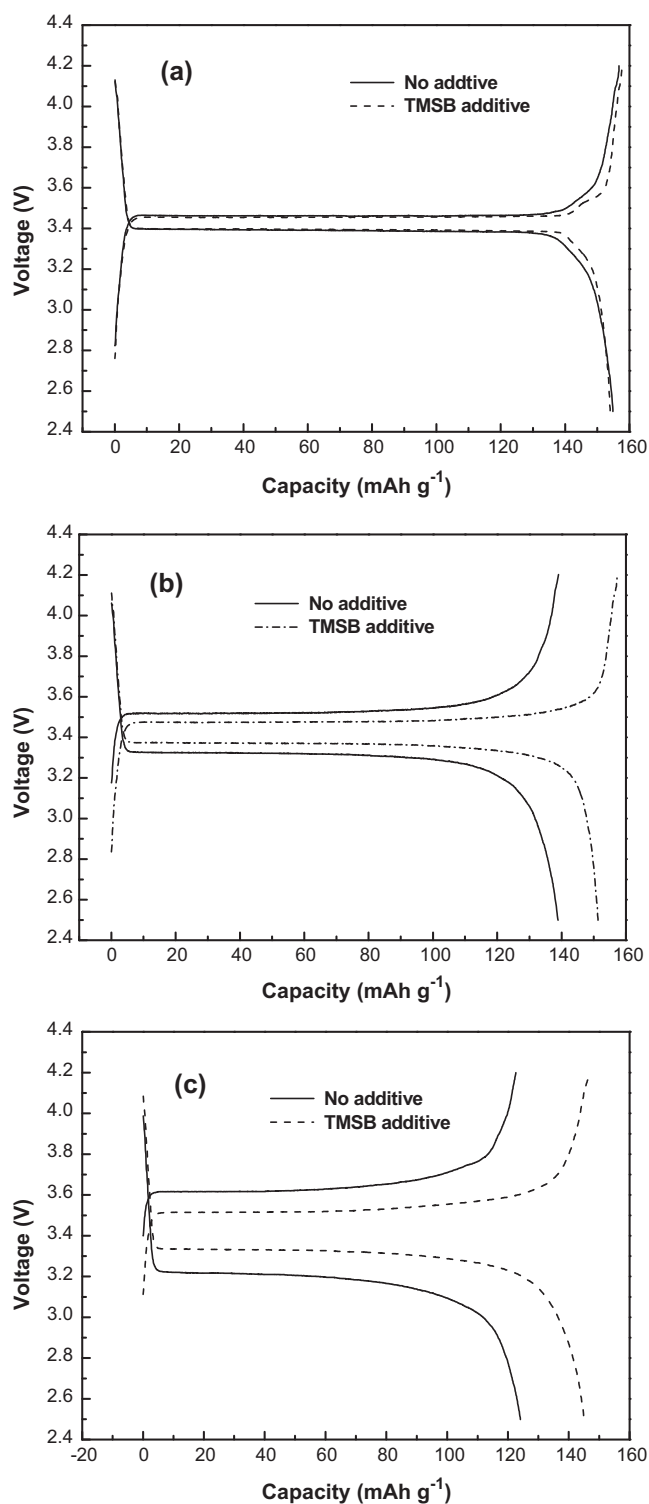 (a)
No addtive
TMSB additive
4.4
4.2
4.0
3.8
3.6
3.4
3.2
3.0
2.8
2.6
2.4
Voltage (V)
0 20 40 60 80 100 120 140 160
Capacity (mAh g⁻¹)
(b)
No additive
TMSB additive
4.4
4.2
4.0
3.8
3.6
3.4
3.2
3.0
2.8
2.6
2.4
Voltage (V)
0 20 40 60 80 100 120 140 160
Capacity (mAh g⁻¹)
(c)
No additive
TMSB additive
4.4
4.2
4.0
3.8
3.6
3.4
3.2
3.0
2.8
2.6
2.4
Voltage (V)
-20 0 20 40 60 80 100 120 140 160
Capacity (mAh g⁻¹)